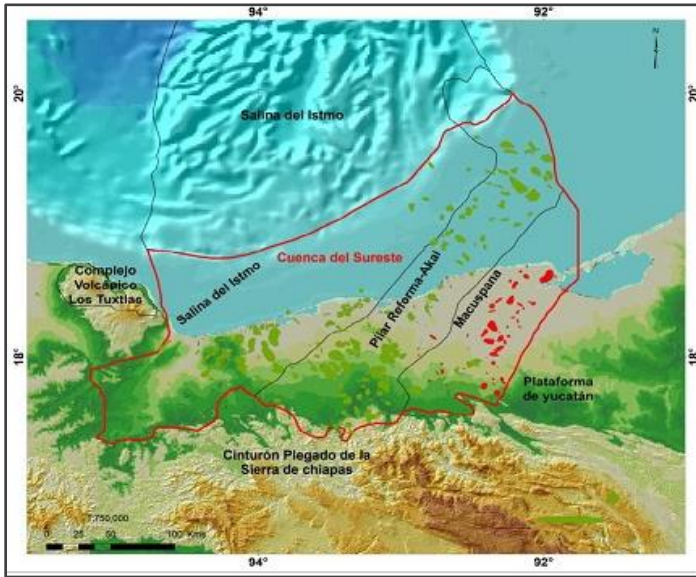 94°
92°
N
20°
20°
Salina del Istmo
Cuenca del Sureste
Complejo
Volcápico
Los Tuxtlas
Salina del Istmo
Pilar Reforma-Akal
Macuspana
18°
18°
Plataforma
de yucatán
Cinturón Plegado de la
Sierra de chiapas
1:750,000
0 25 50 100 Kms
94°
92°